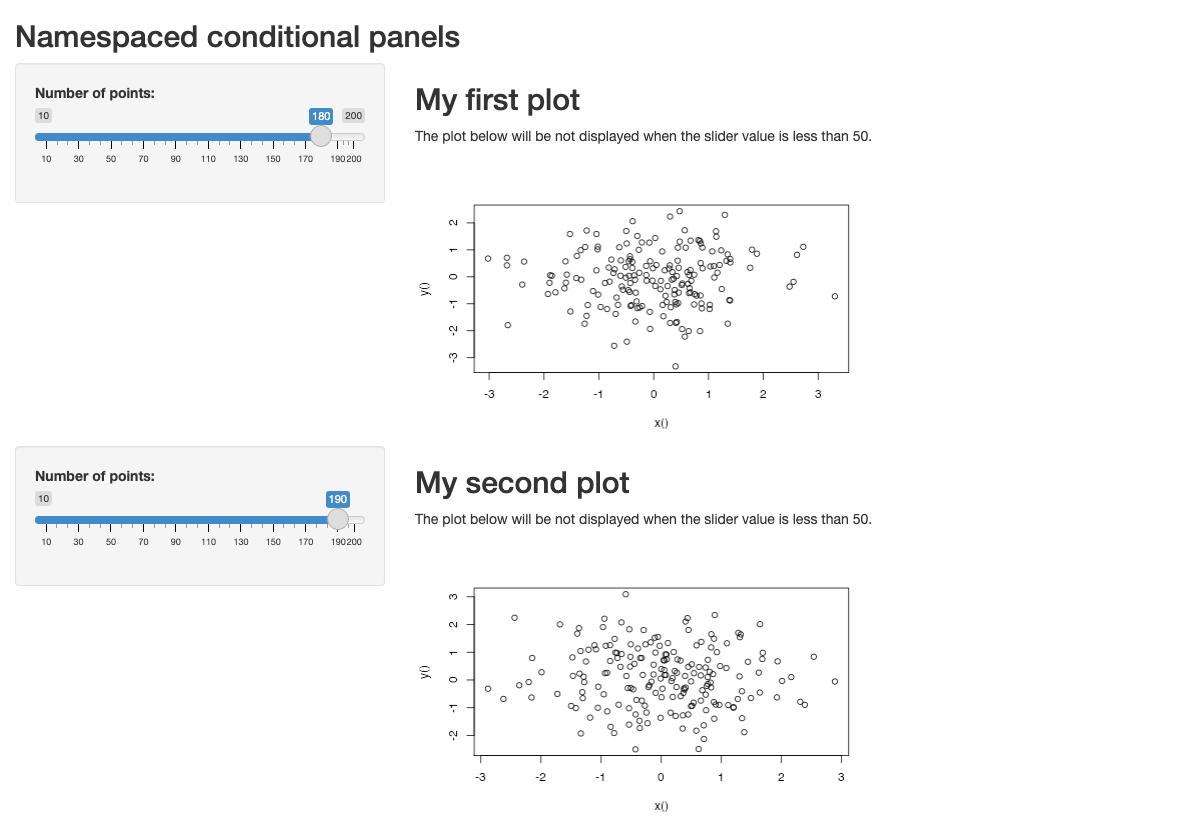 Namespaced conditional panels
Number of points:
10 180 200
10 30 50 70 90 110 130 150 170 190 200
My first plot
The plot below will be not displayed when the slider value is less than 50.
2
1
0
-1
-2
-3
y()
-3 -2 -1 0 1 2 3
x()
Number of points:
10 190
10 30 50 70 90 110 130 150 170 190 200
My second plot
The plot below will be not displayed when the slider value is less than 50.
3
2
1
0
-1
-2
y()
-3 -2 -1 0 1 2 3
x()